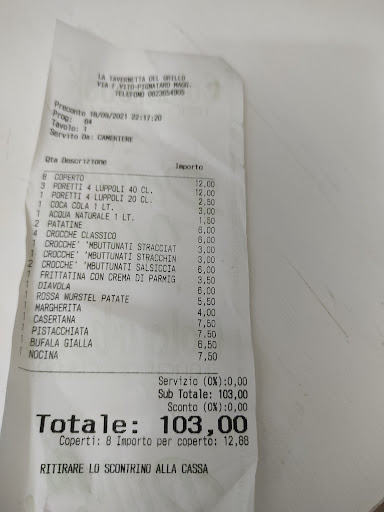 LA TAVERNETTA DEL GRILLO
VIA F.VITO-PIGNATARO MAGG.
TELEFONO 0823654905
Preconto 18/09/2021 22:17:20
Prog: 84
Tavolo: 1
Servito Da: CAMERIERE
Qta Descrizione Importo
8 COPERTO 12,00
3 PORETTI 4 LUPPOLI 40 CL. 12,00
1 PORETTI 4 LUPPOLI 20 CL. 2,50
1 COCA COLA 1 LT. 3,00
1 ACQUA NATURALE 1 LT. 1,50
2 PATATINE 6,00
4 CROCCHE CLASSICO 6,00
1 CROCCHE' 'MBUTTUNATI STRACCIAT 3,00
1 CROCCHE' 'MBUTTUNATI STRACCHIN 3,00
2 CROCCHE' 'MBUTTUNATI SALSICCIA 6,00
1 FRITTATINA CON CREMA DI PARMIG 3,50
1 DIAVOLA 6,00
1 ROSSA WURSTEL PATATE 5,50
1 MARGHERITA 4,00
1 CASERTANA 7,50
1 PISTACCHIATA 7,50
1 BUFALA GIALLA 6,50
1 NOCINA 7,50
Servizio (0%):0,00
Sub Totale: 103,00
Sconto (0%):0,00
Totale: 103,00
Coperti: 8 Importo per coperto: 12,88
RITIRARE LO SCONTRINO ALLA CASSA